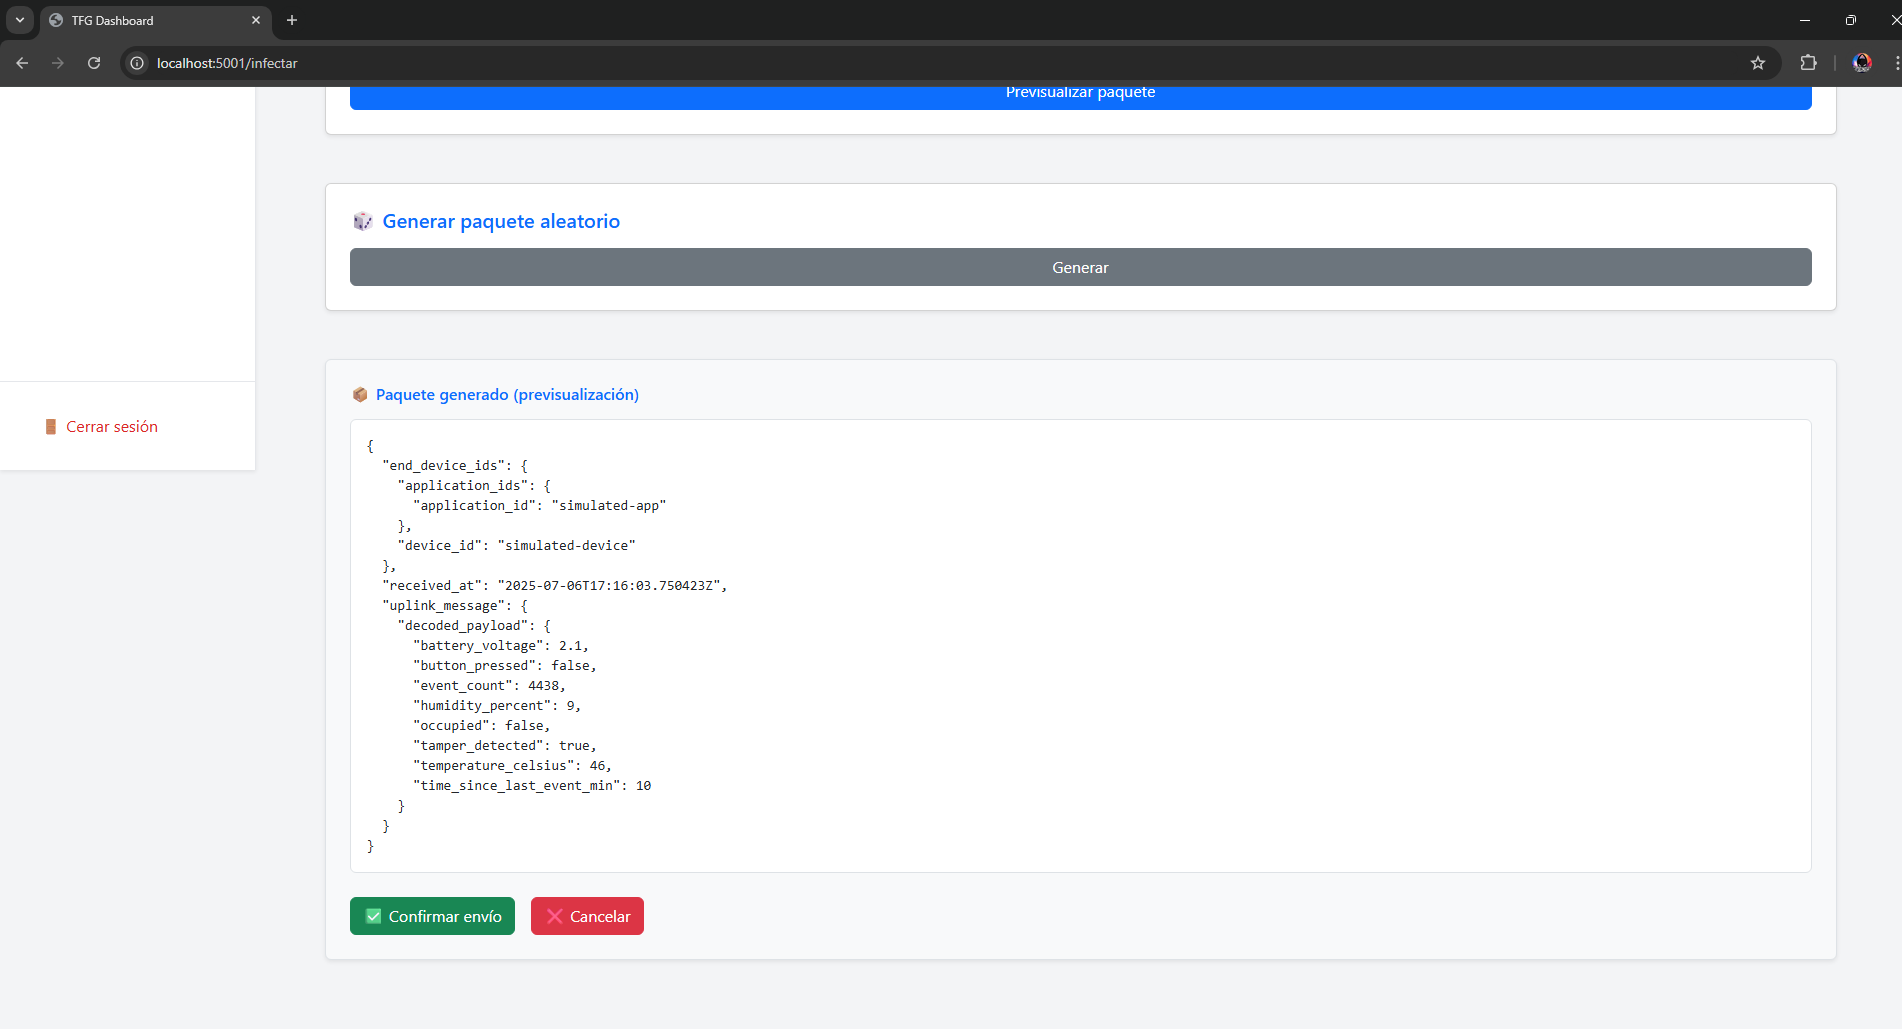 TFG Dashboard
localhost:5001/infectar
Previsualizar paquete
Generar paquete aleatorio
Generar
Cerrar sesión
Paquete generado (previsualización)
{
  "end_device_ids": {
    "application_ids": {
      "application_id": "simulated-app"
    },
    "device_id": "simulated-device"
  },
  "received_at": "2025-07-06T17:16:03.750423Z",
  "uplink_message": {
    "decoded_payload": {
      "battery_voltage": 2.1,
      "button_pressed": false,
      "event_count": 4438,
      "humidity_percent": 9,
      "occupied": false,
      "tamper_detected": true,
      "temperature_celsius": 46,
      "time_since_last_event_min": 10
    }
  }
}
Confirmar envío
Cancelar